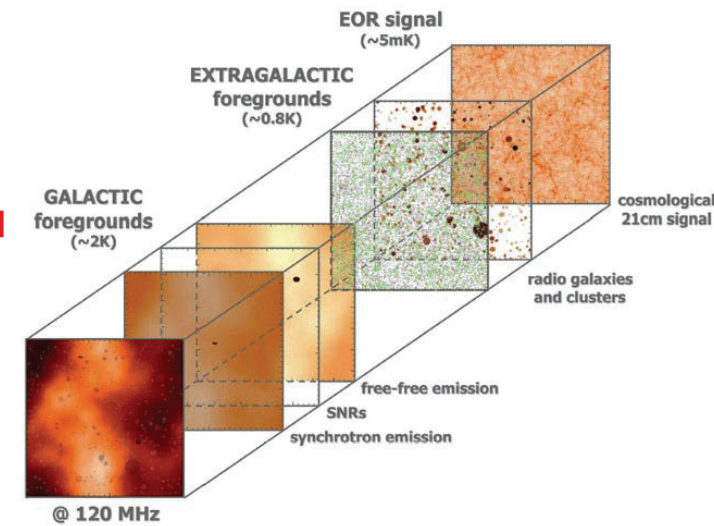 EOR signal
(~5mK)
EXTRAGALACTIC
foregrounds
(~0.8K)
GALACTIC
foregrounds
(~2K)
cosmological
21cm signal
radio galaxies
and clusters
free-free emission
SNRs
synchrotron emission
@ 120 MHz